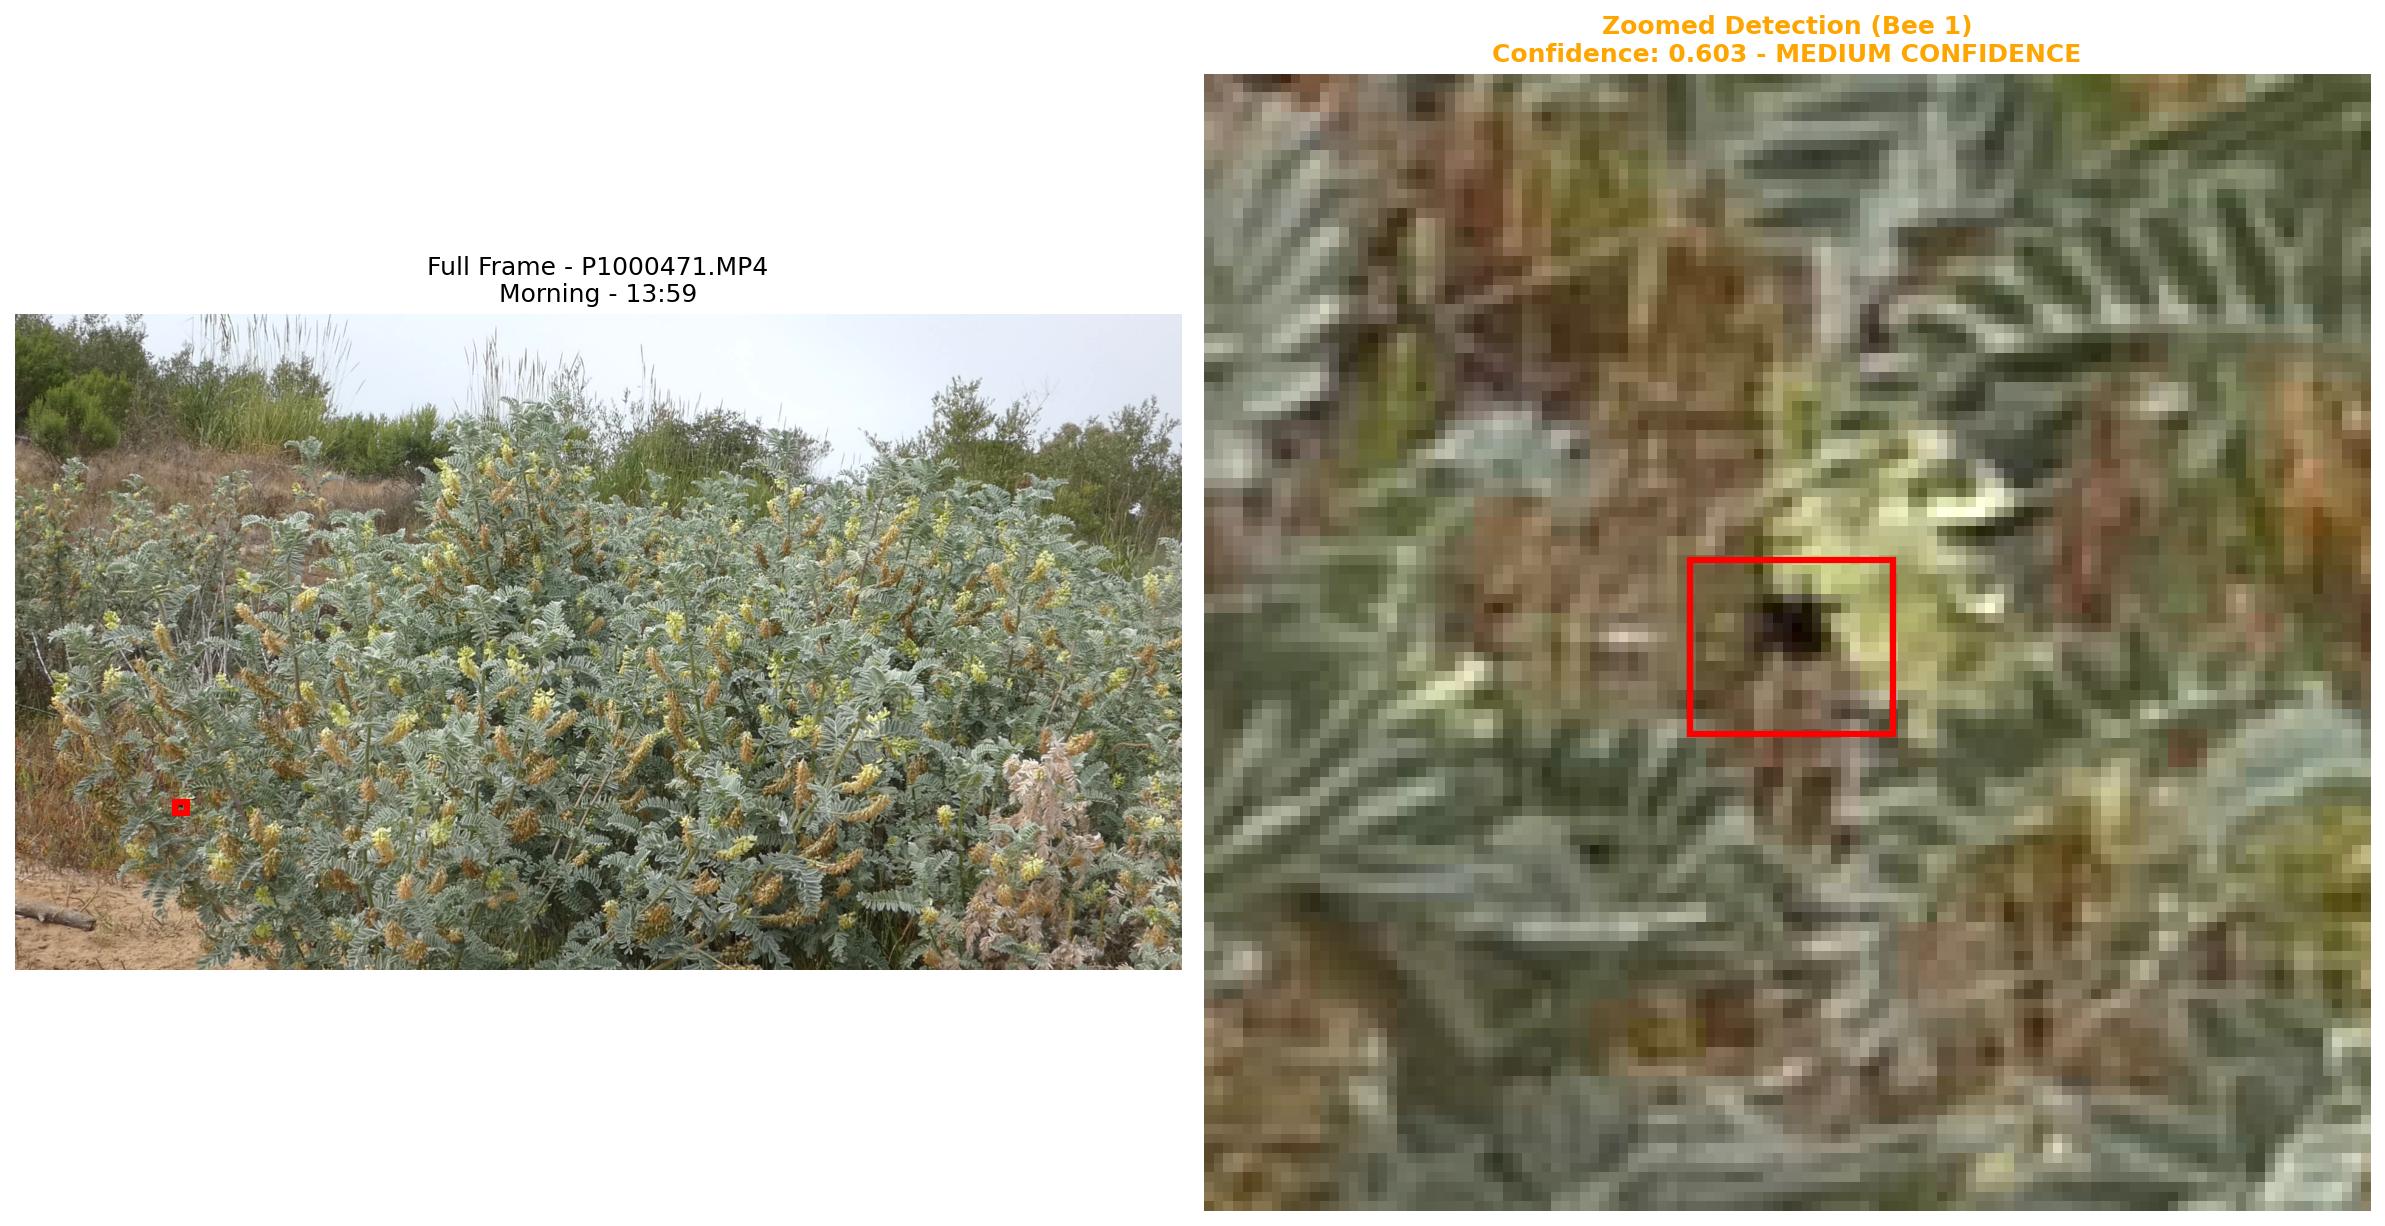 Full Frame - P1000471.MP4
Morning - 13:59
Zoomed Detection (Bee 1)
Confidence: 0.603 - MEDIUM CONFIDENCE